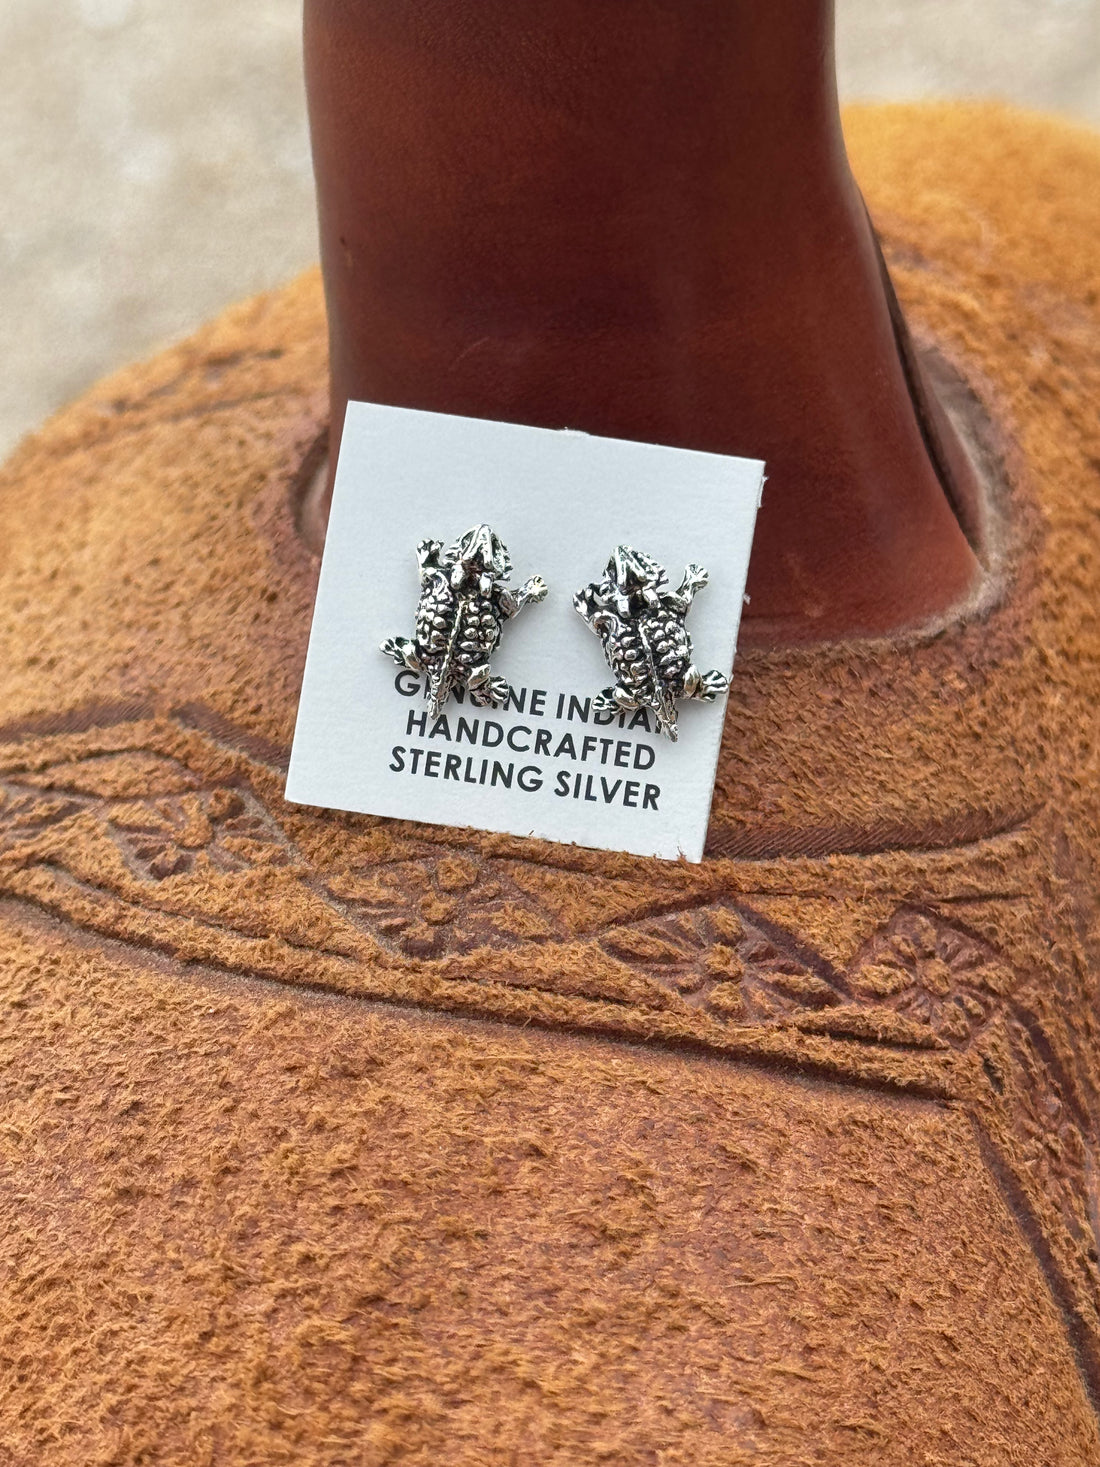 GENUINE INDIAN
HANDCRAFTED
STERLING SILVER